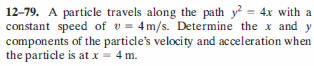 12–79. A particle travels along the path y² = 4x with a
constant speed of v = 4 m/s. Determine the x and y
components of the particle's velocity and acceleration when
the particle is at x = 4 m.